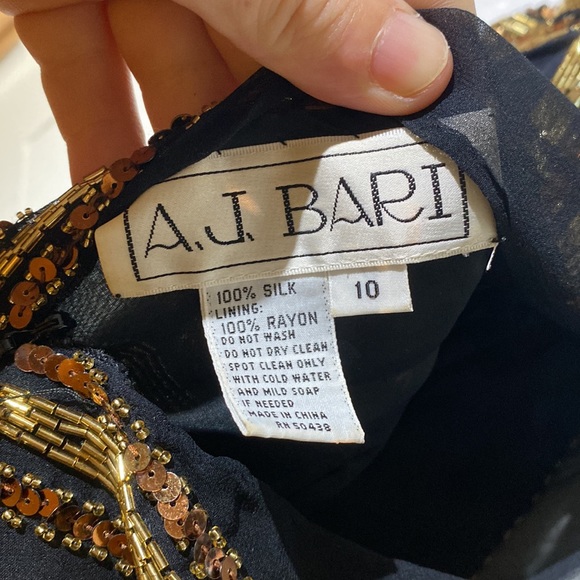 A.J. BARI
10
100% SILK
LINING:
100% RAYON
DO NOT WASH
DO NOT DRY CLEAN
SPOT CLEAN ONLY
WITH COLD WATER
AND MILD SOAP
IF NEEDED
MADE IN CHINA
RN 50438